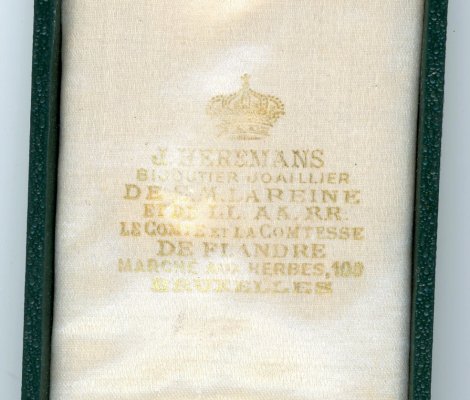 J. HEREMANS
BIJOUTIER JOAILLIER
DE S.M. LA REINE
ET DE LL. AA. RR.
LE COMTE ET LA COMTESSE
DE FLANDRE
MARCHÉ AUX HERBES, 108
BRUXELLES